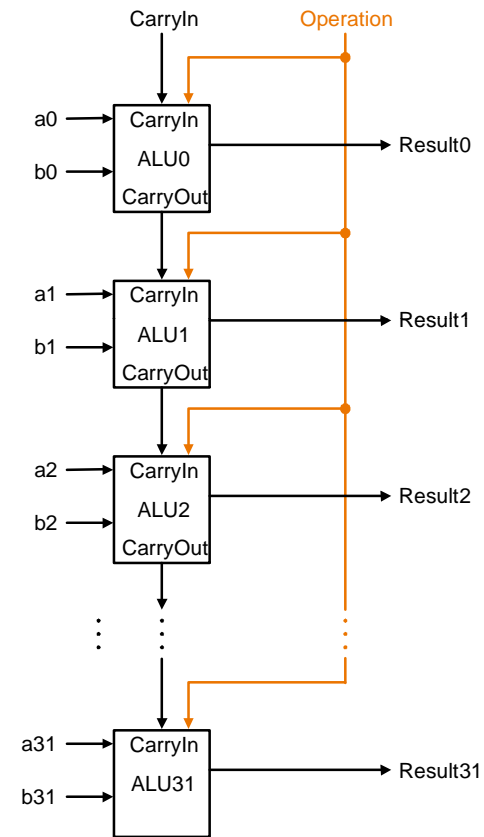 CarryIn Operation
a0
CarryIn
ALU0
Result0
b0
CarryOut
a1
CarryIn
ALU1
Result1
b1
CarryOut
a2
CarryIn
ALU2
Result2
b2
CarryOut
a31
CarryIn
ALU31
Result31
b31